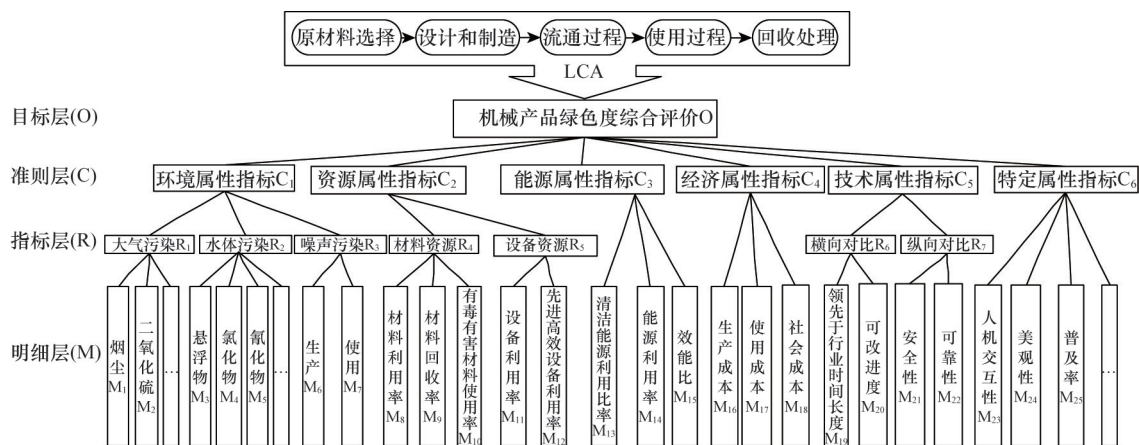 原材料选择
设计和制造
流通过程
使用过程
回收处理
LCA
目标层(O)
机械产品绿色度综合评价O
准则层(C)
环境属性指标C₁
资源属性指标C₂
能源属性指标C₃
经济属性指标C₄
技术属性指标C₅
特定属性指标C₆
指标层(R)
大气污染R₁
水体污染R₂
噪声污染R₃
材料资源R₄
设备资源R₅
横向对比R₆
纵向对比R₇
明细层(M)
烟尘M₁
二氧化硫M₂
…
悬浮物M₃
氯化物M₄
氰化物M₅
…
生产M₆
使用M₇
材料利用率M₈
材料回收率M₉
有毒有害材料使用率M₁₀
设备利用率M₁₁
先进高效设备利用率M₁₂
清洁能源利用比率M₁₃
能源利用率M₁₄
效能比M₁₅
生产成本M₁₆
使用成本M₁₇
社会成本M₁₈
领先于行业时间长度M₁₉
可改进度M₂₀
安全性M₂₁
可靠性M₂₂
人机交互性M₂₃
美观性M₂₄
普及率M₂₅
…